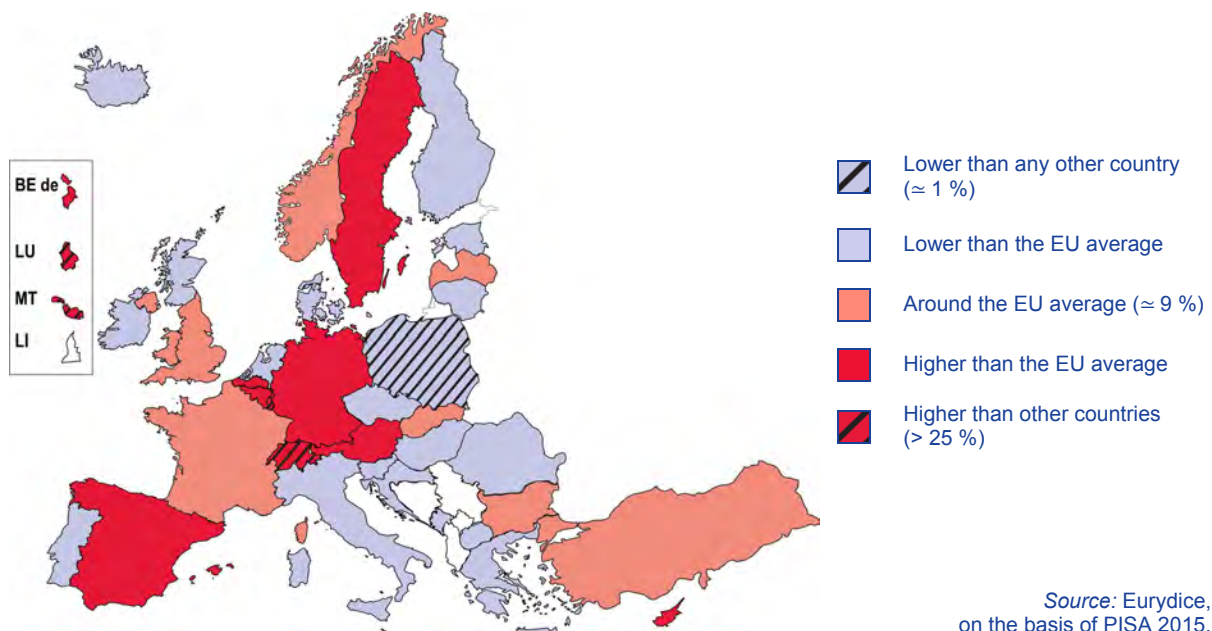 BE de
LU
MT
LI
Lower than any other country
(≃ 1 %)
Lower than the EU average
Around the EU average (≃ 9 %)
Higher than the EU average
Higher than other countries
(> 25 %)
Source: Eurydice,
on the basis of PISA 2015.